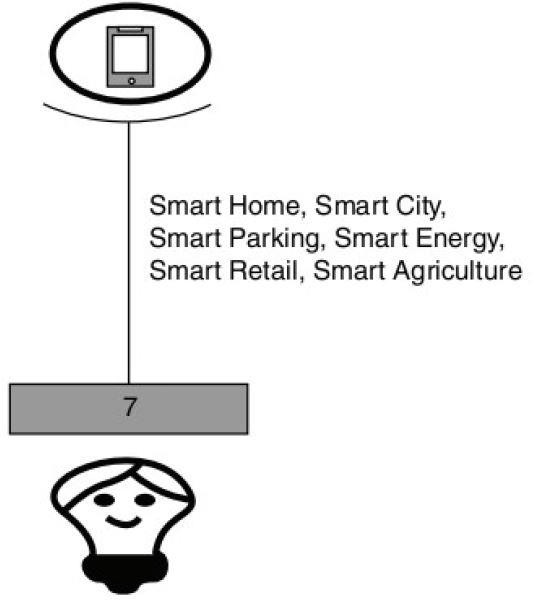 Smart Home, Smart City,
Smart Parking, Smart Energy,
Smart Retail, Smart Agriculture
7